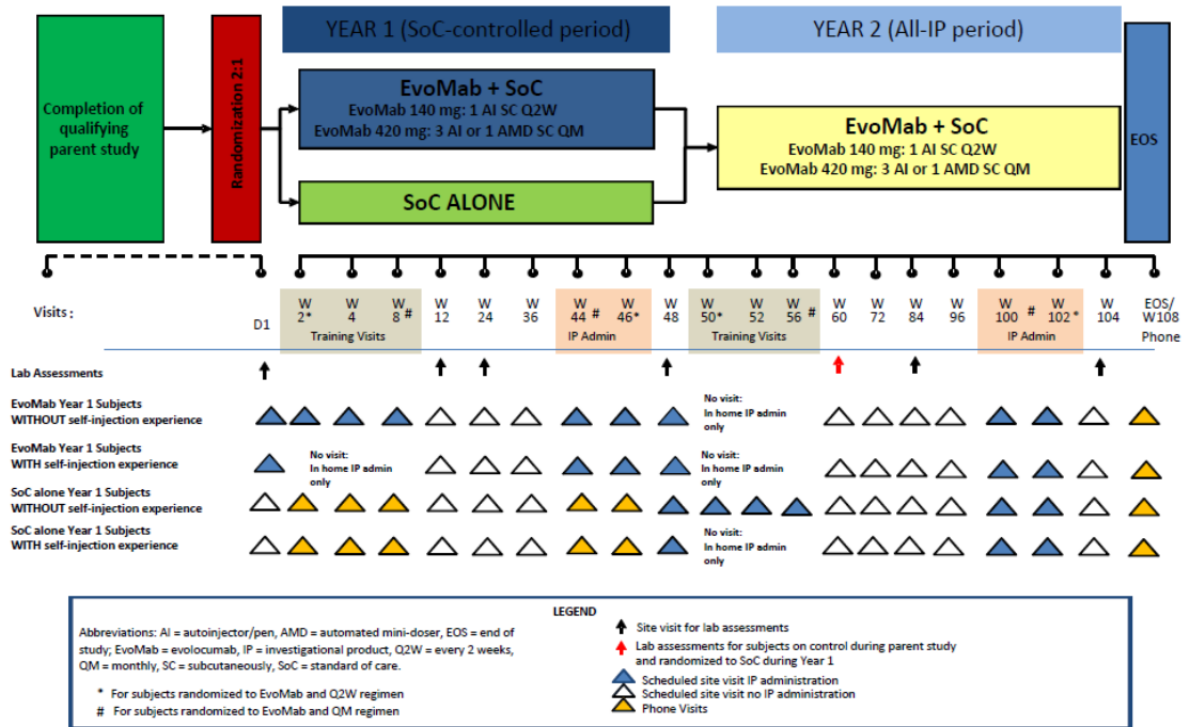 YEAR 1 (SoC-controlled period)
YEAR 2 (All-IP period)
Completion of
qualifying
parent study
Randomization 2:1
EvoMab + SoC
EvoMab 140 mg: 1 AI SC Q2W
EvoMab 420 mg: 3 AI or 1 AMD SC QM
SoC ALONE
EvoMab + SoC
EvoMab 140 mg: 1 AI SC Q2W
EvoMab 420 mg: 3 AI or 1 AMD SC QM
EOS
Visits :
D1
W 2*
W 4
W 8 #
Training Visits
W 12
W 24
W 36
W 44 #
W 46*
IP Admin
W 48
W 50*
W 52
W 56 #
Training Visits
W 60
W 72
W 84
W 96
W 100 #
W 102 *
IP Admin
W 104
EOS/
W108
Phone
Lab Assessments
EvoMab Year 1 Subjects
WITHOUT self-injection experience
No visit:
In home IP admin
only
EvoMab Year 1 Subjects
WITH self-injection experience
No visit:
In home IP admin
only
No visit:
In home IP admin
only
SoC alone Year 1 Subjects
WITHOUT self-injection experience
SoC alone Year 1 Subjects
WITH self-injection experience
No visit:
In home IP admin
only
LEGEND
Abbreviations: AI = autoinjector/pen, AMD = automated mini-doser, EOS = end of
study; EvoMab = evolocumab, IP = investigational product, Q2W = every 2 weeks,
QM = monthly, SC = subcutaneously, SoC = standard of care.
* For subjects randomized to EvoMab and Q2W regimen
# For subjects randomized to EvoMab and QM regimen
Site visit for lab assessments
Lab assessments for subjects on control during parent study
and randomized to SoC during Year 1
Scheduled site visit IP administration
Scheduled site visit no IP administration
Phone Visits